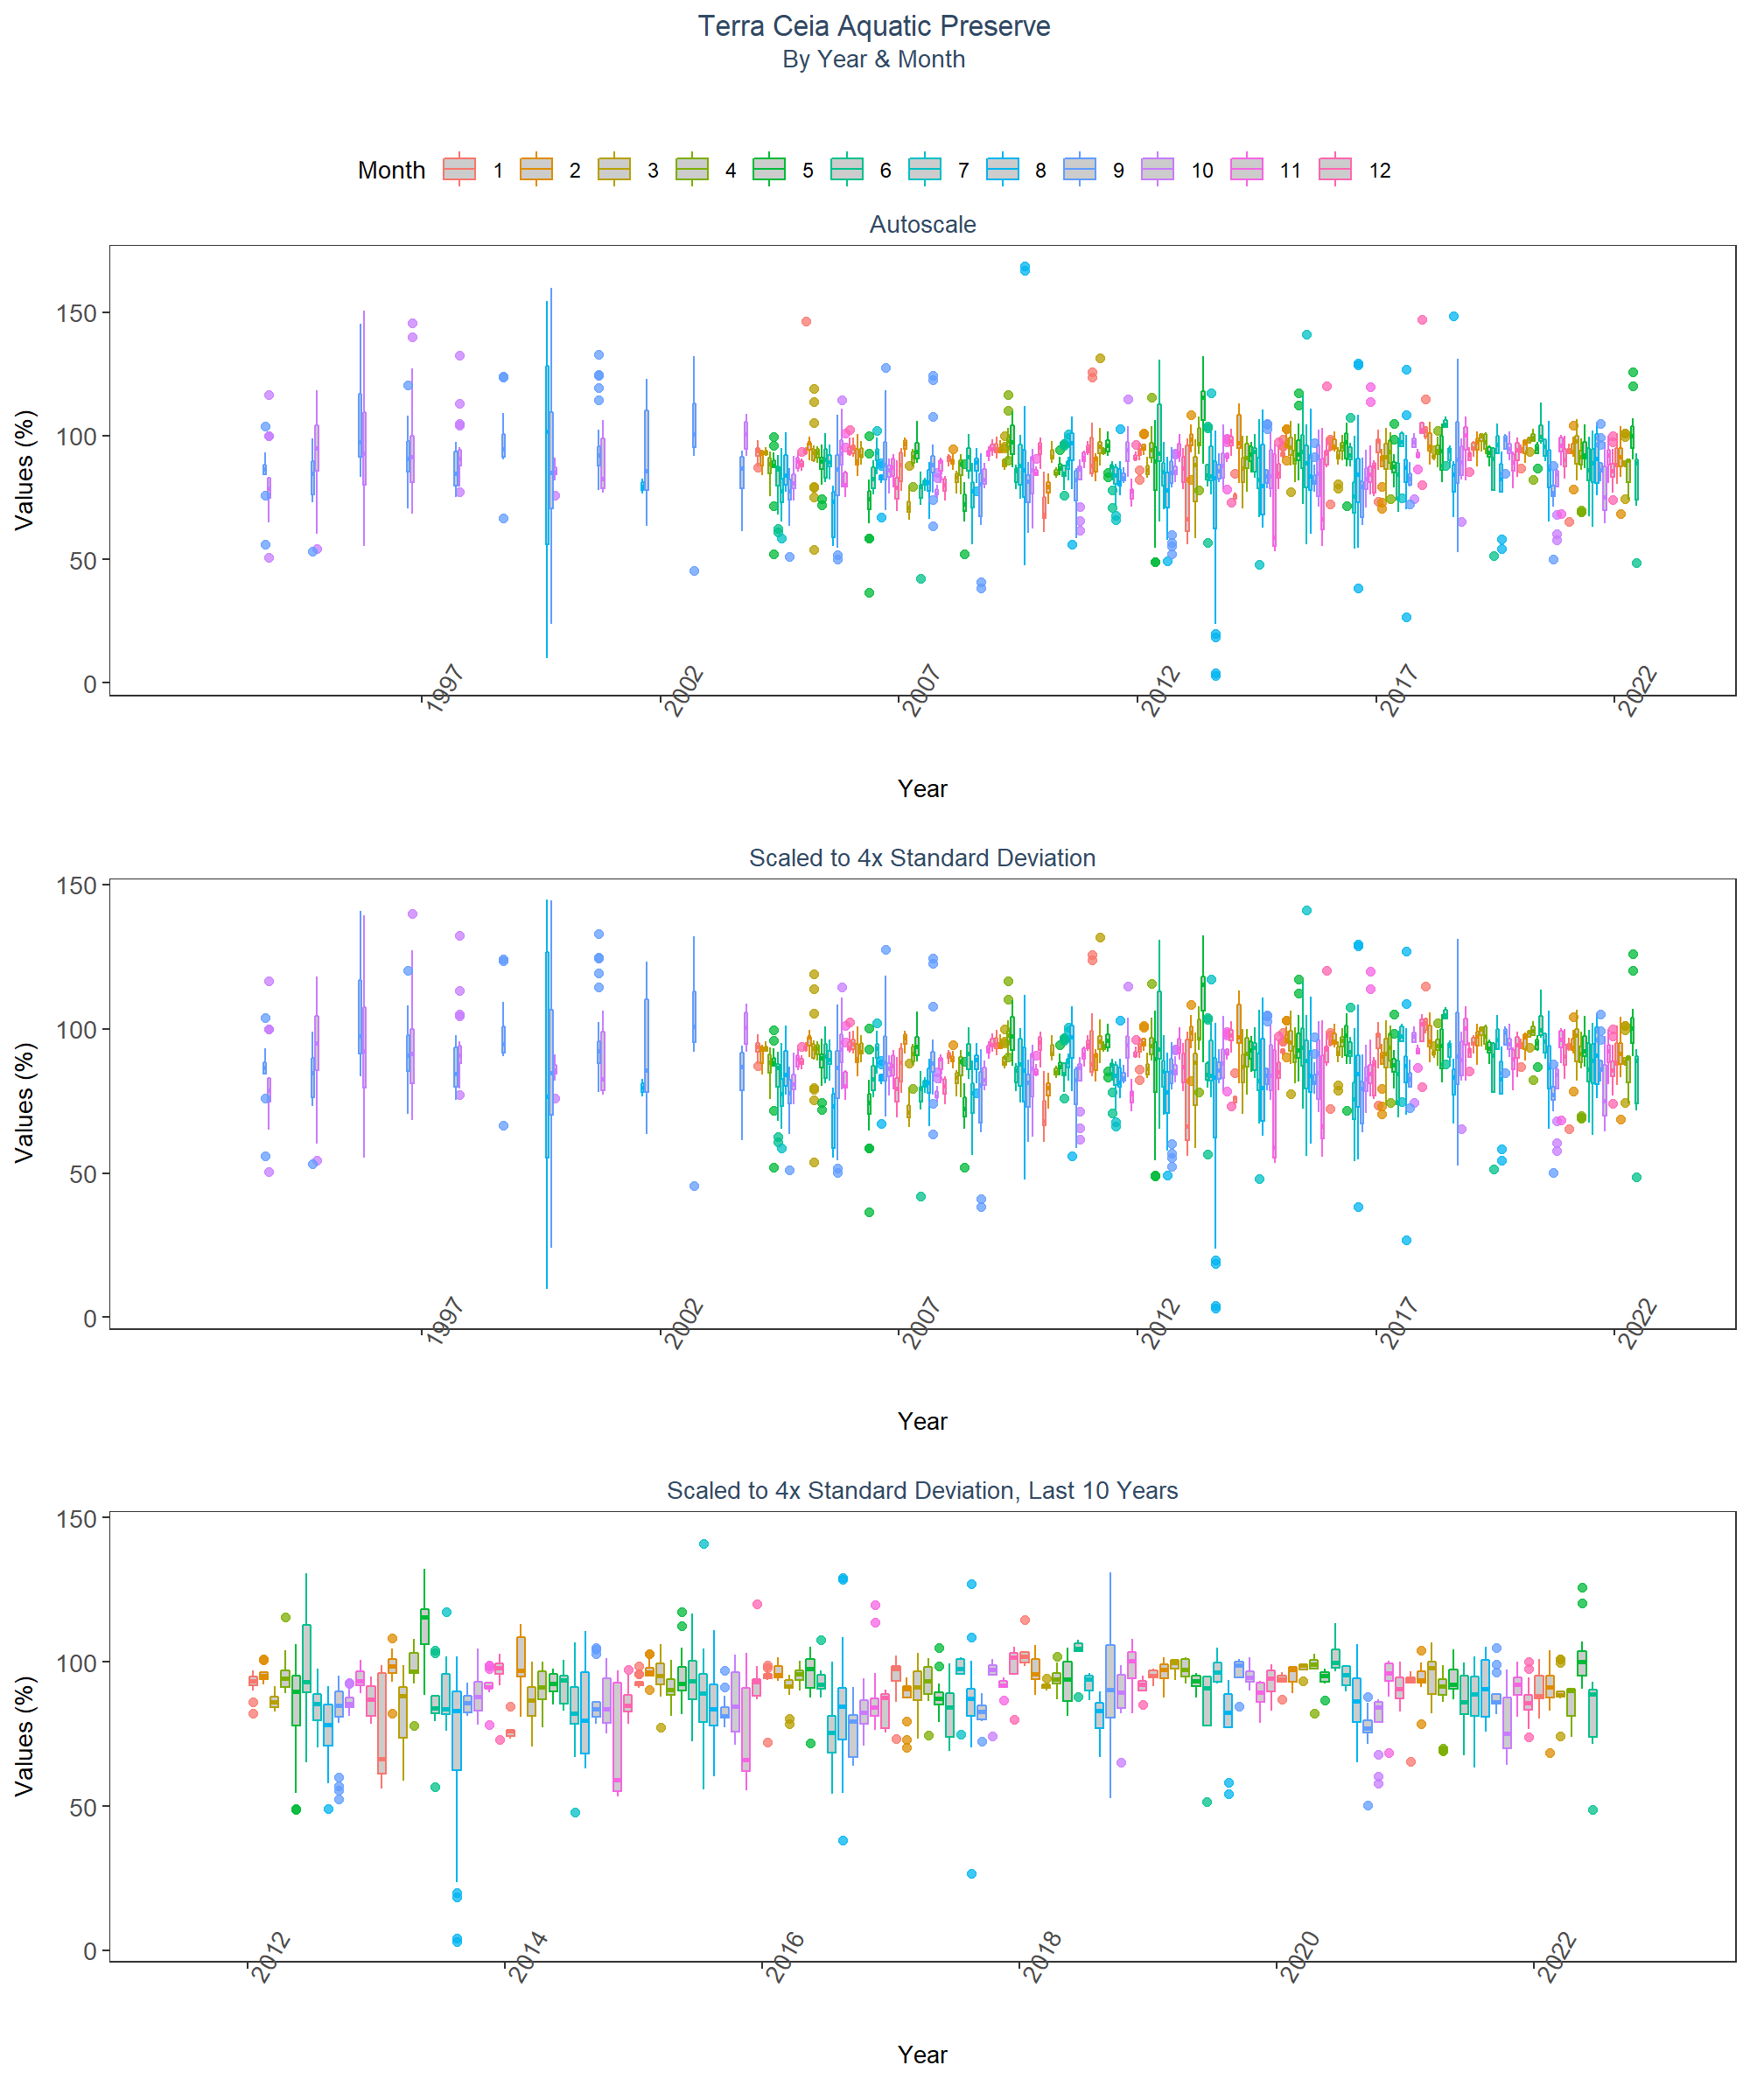 Terra Ceia Aquatic Preserve
By Year & Month
Month 1 2 3 4 5 6 7 8 9 10 11 12
Autoscale
Values (%)
150
100
50
0
1997 2002 2007 2012 2017 2022
Year
Scaled to 4x Standard Deviation
Values (%)
150
100
50
0
1997 2002 2007 2012 2017 2022
Year
Scaled to 4x Standard Deviation, Last 10 Years
Values (%)
150
100
50
0
2012 2014 2016 2018 2020 2022
Year